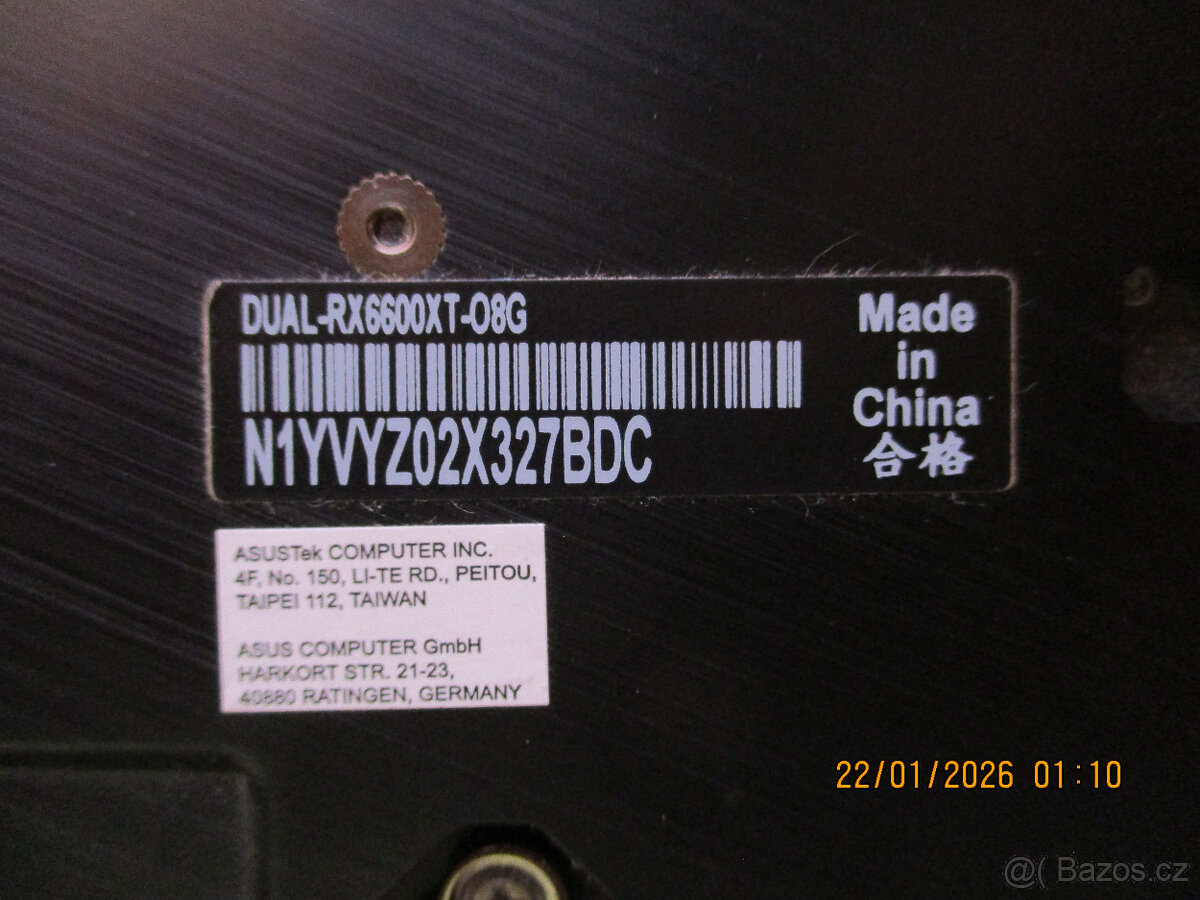 DUAL-RX6600XT-O8G
N1YVYZ02X327BDC
Made
in
China
合格
ASUSTek COMPUTER INC.
4F, No. 150, LI-TE RD., PEITOU,
TAIPEI 112, TAIWAN
ASUS COMPUTER GmbH
HARKORT STR. 21-23,
40880 RATINGEN, GERMANY
22/01/2026 01:10
@( Bazos.cz